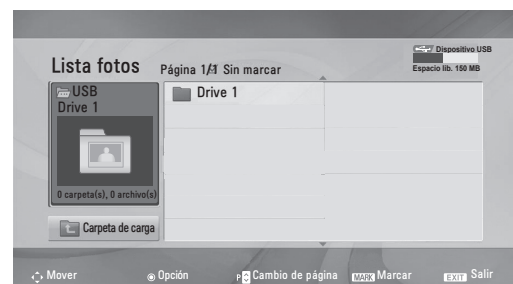 Lista fotos
Página 1/1 Sin marcar
Dispositivo USB
Espacio lib. 150 MB
USB
Drive 1
0 carpeta(s), 0 archivo(s)
Carpeta de carga
Drive 1
Mover
Opción
P Cambio de página
MARK Marcar
EXIT Salir